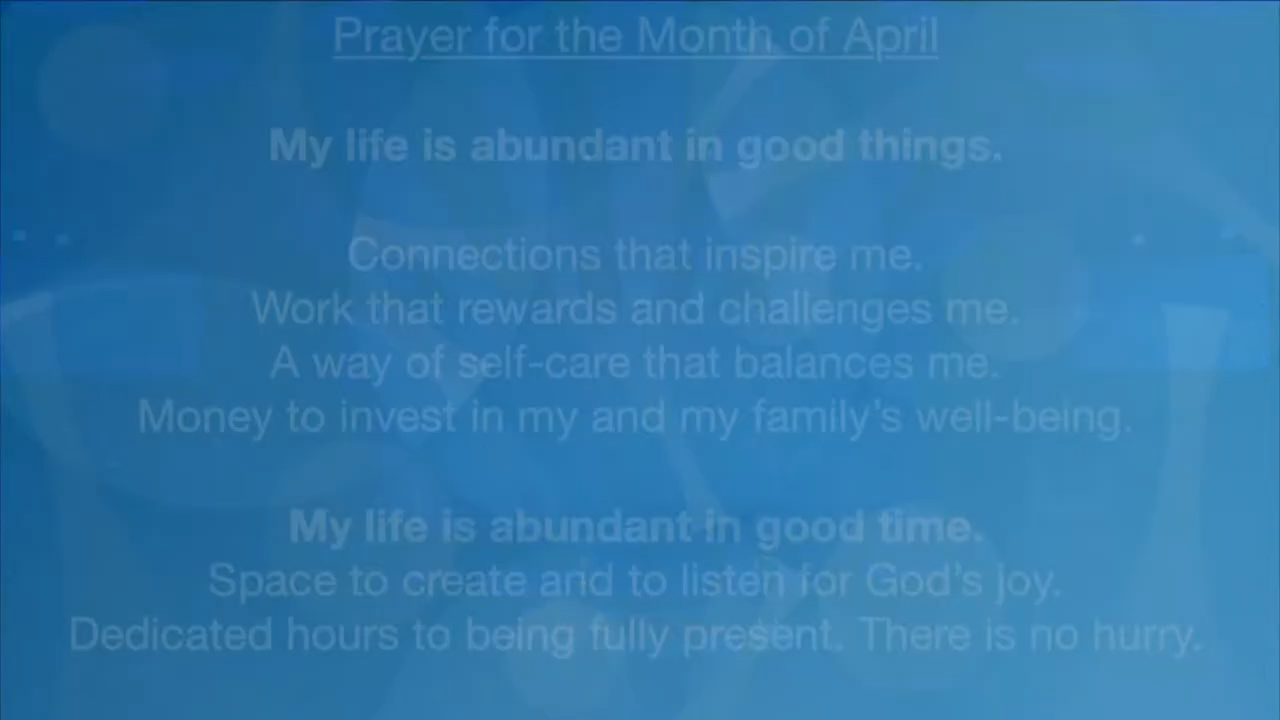 Prayer for the Month of April
My life is abundant in good things.
Connections that inspire me.
Work that rewards and challenges me.
A way of self-care that balances me.
Money to invest in my and my family’s well-being.
My life is abundant in good time.
Space to create and to listen for God’s joy.
Dedicated hours to being fully present. There is no hurry.